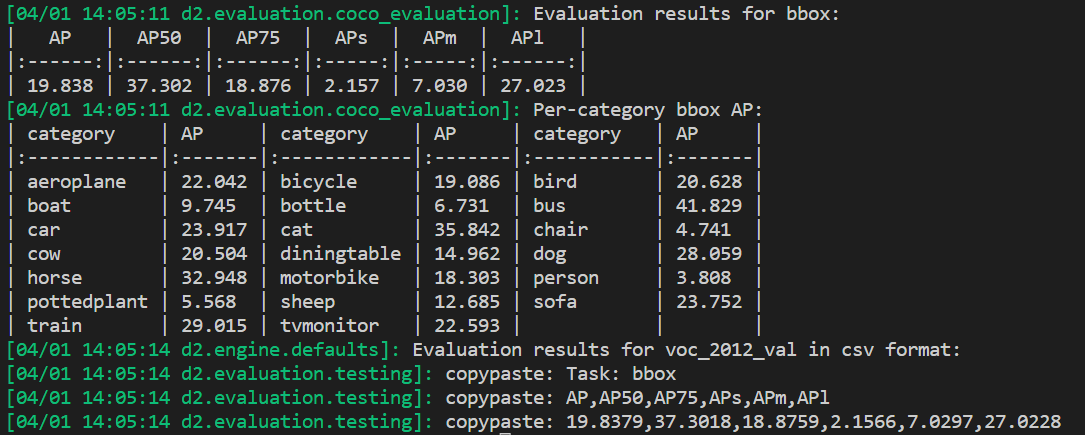 [04/01 14:05:11 d2.evaluation.coco_evaluation]: Evaluation results for bbox:
|   AP   |  AP50  |  AP75  |  APs  |  APm  |  APl   |
|:------:|:------:|:------:|:-----:|:-----:|:------:|
| 19.838 | 37.302 | 18.876 | 2.157 | 7.030 | 27.023 |
[04/01 14:05:11 d2.evaluation.coco_evaluation]: Per-category bbox AP:
| category    | AP     | category    | AP     | category   | AP     |
|:------------|:-------|:------------|:-------|:-----------|:-------|
| aeroplane   | 22.042 | bicycle     | 19.086 | bird       | 20.628 |
| boat        | 9.745  | bottle      | 6.731  | bus        | 41.829 |
| car         | 23.917 | cat         | 35.842 | chair      | 4.741  |
| cow         | 20.504 | diningtable | 14.962 | dog        | 28.059 |
| horse       | 32.948 | motorbike   | 18.303 | person     | 3.808  |
| pottedplant | 5.568  | sheep       | 12.685 | sofa       | 23.752 |
| train       | 29.015 | tvmonitor   | 22.593 |            |        |
[04/01 14:05:14 d2.engine.defaults]: Evaluation results for voc_2012_val in csv format:
[04/01 14:05:14 d2.evaluation.testing]: copypaste: Task: bbox
[04/01 14:05:14 d2.evaluation.testing]: copypaste: AP,AP50,AP75,APs,APm,APl
[04/01 14:05:14 d2.evaluation.testing]: copypaste: 19.8379,37.3018,18.8759,2.1566,7.0297,27.0228